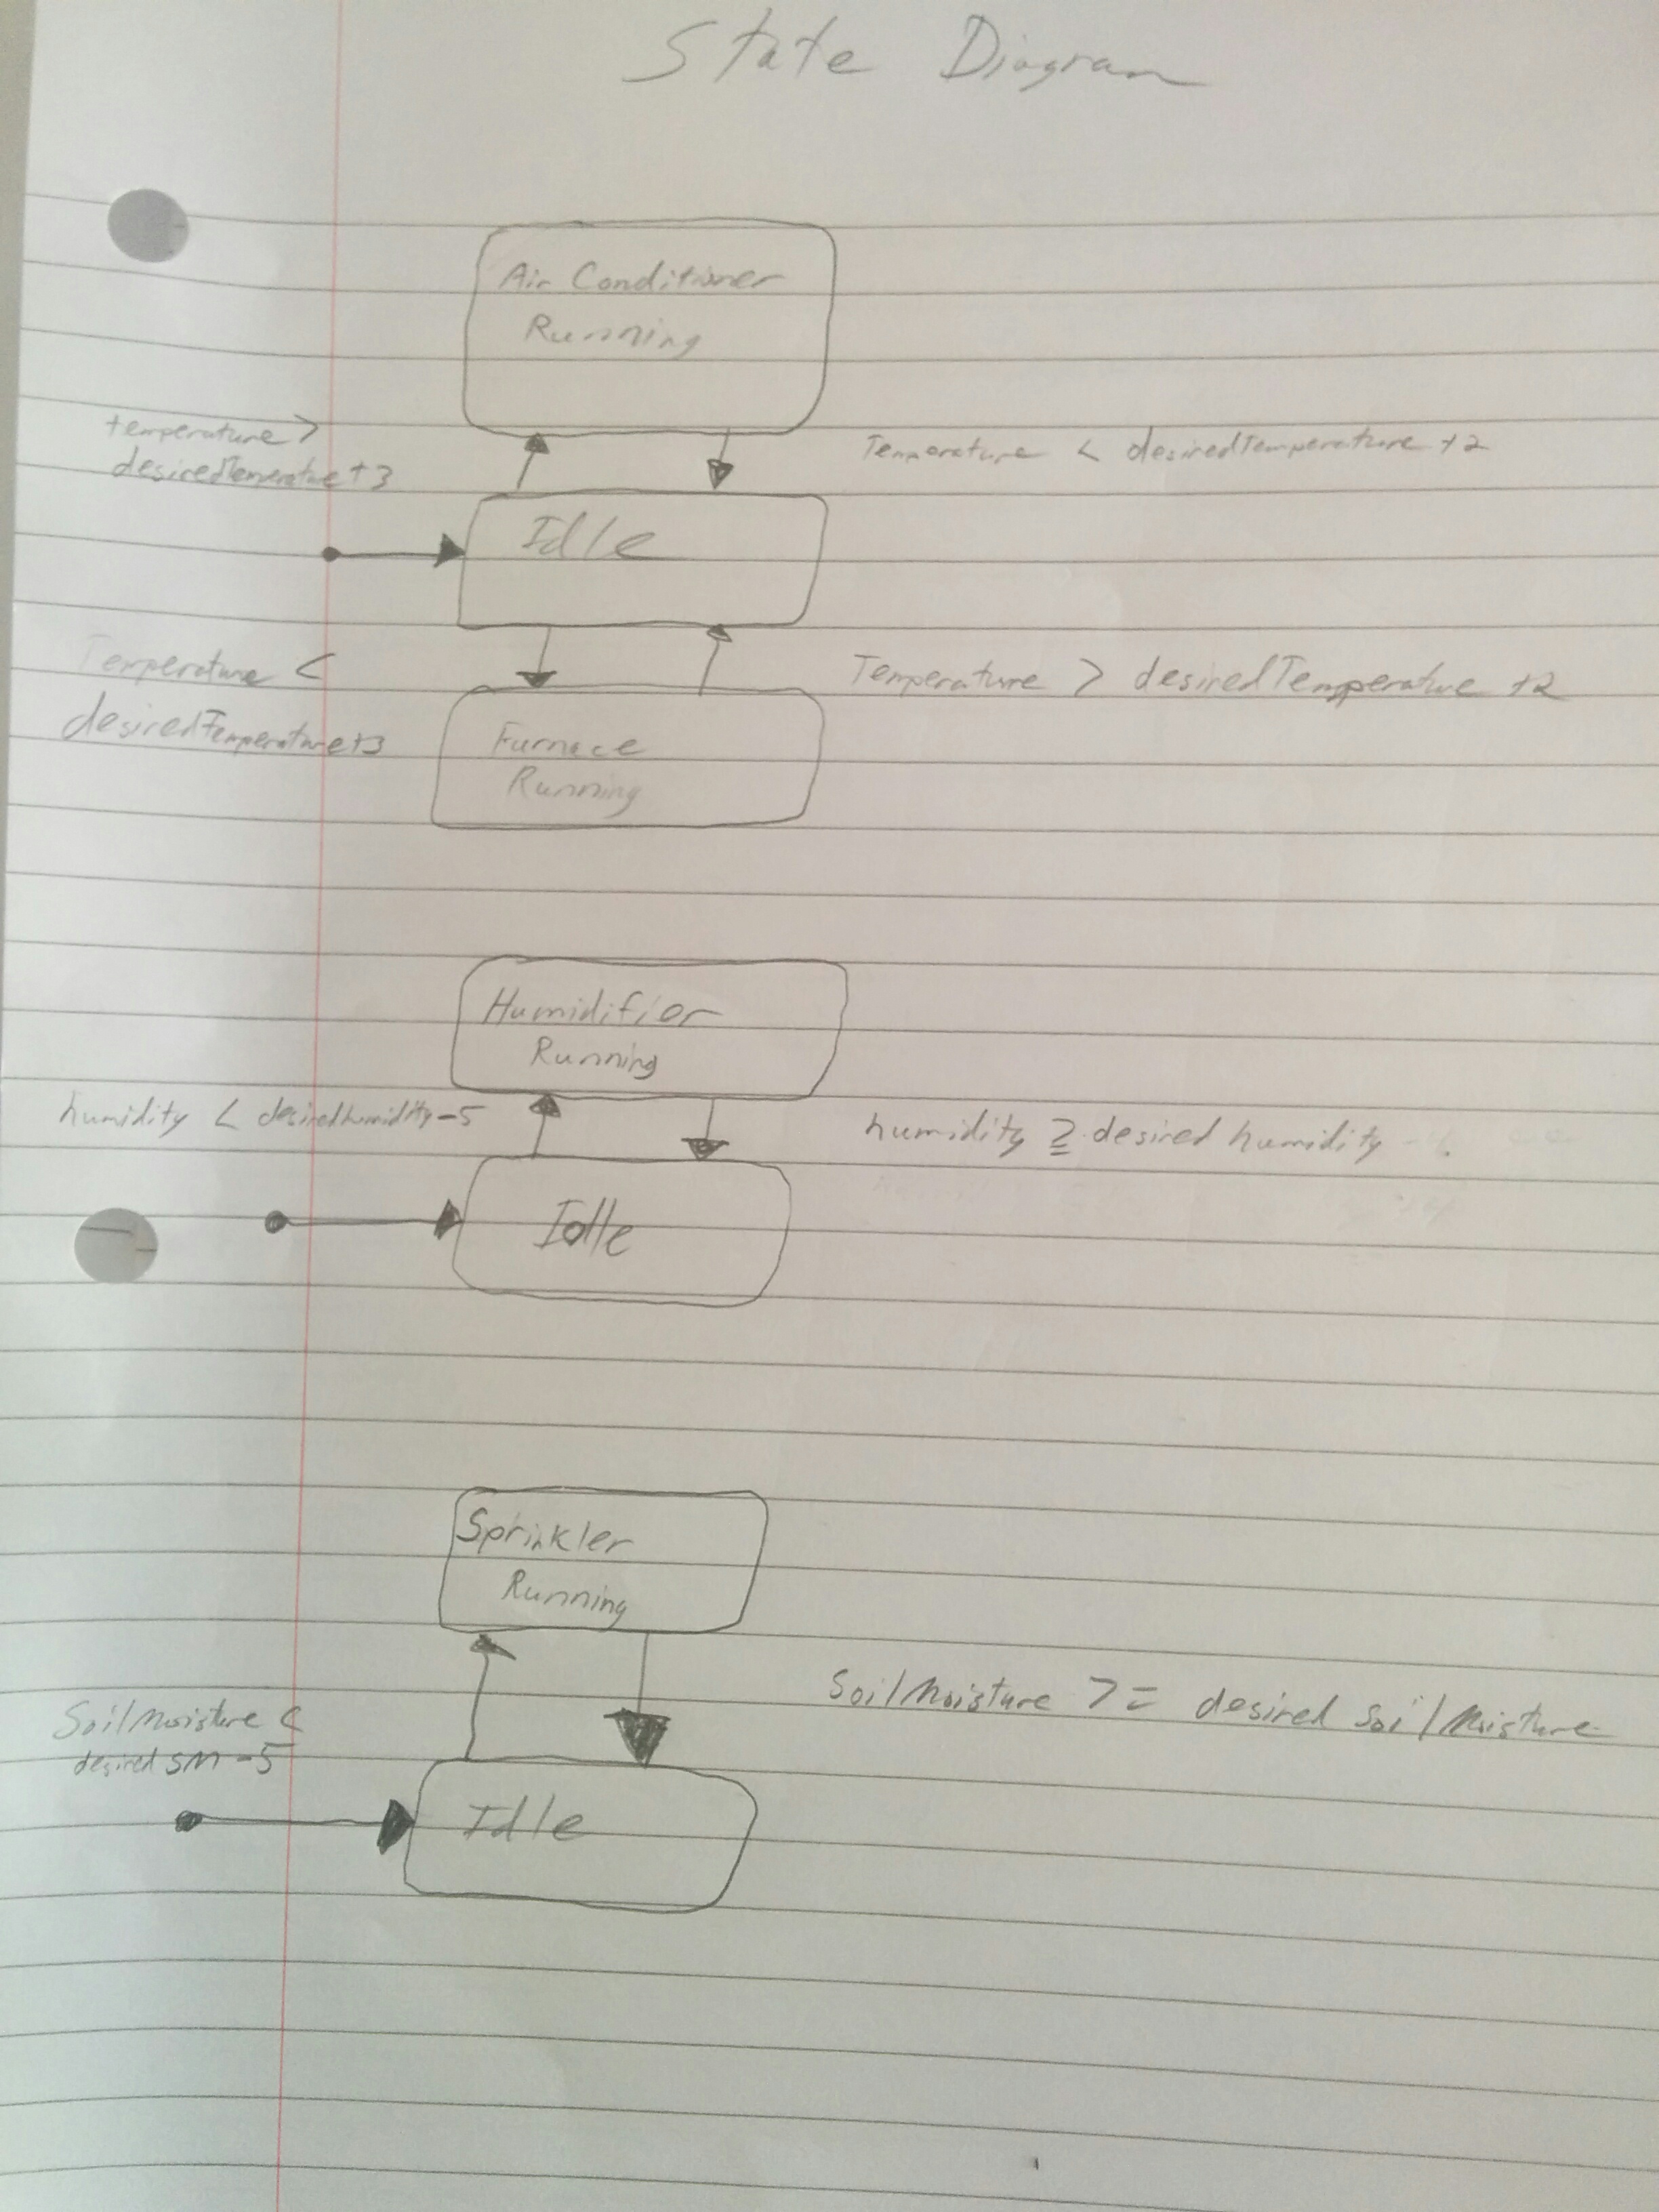 State Diagram
Air Conditioner
Running
temperature >
desiredTemperature+3
Temperature < desiredTemperature +2
Idle
Temperature <
desiredTemperature+3
Temperature > desiredTemperature +2
Furnace
Running
Humidifier
Running
humidity < desiredhumidity-5
humidity ≥ desired humidity
Idle
Sprinkler
Running
SoilMoisture <
desired SM-5
SoilMoisture >= desired soilMoisture
Idle